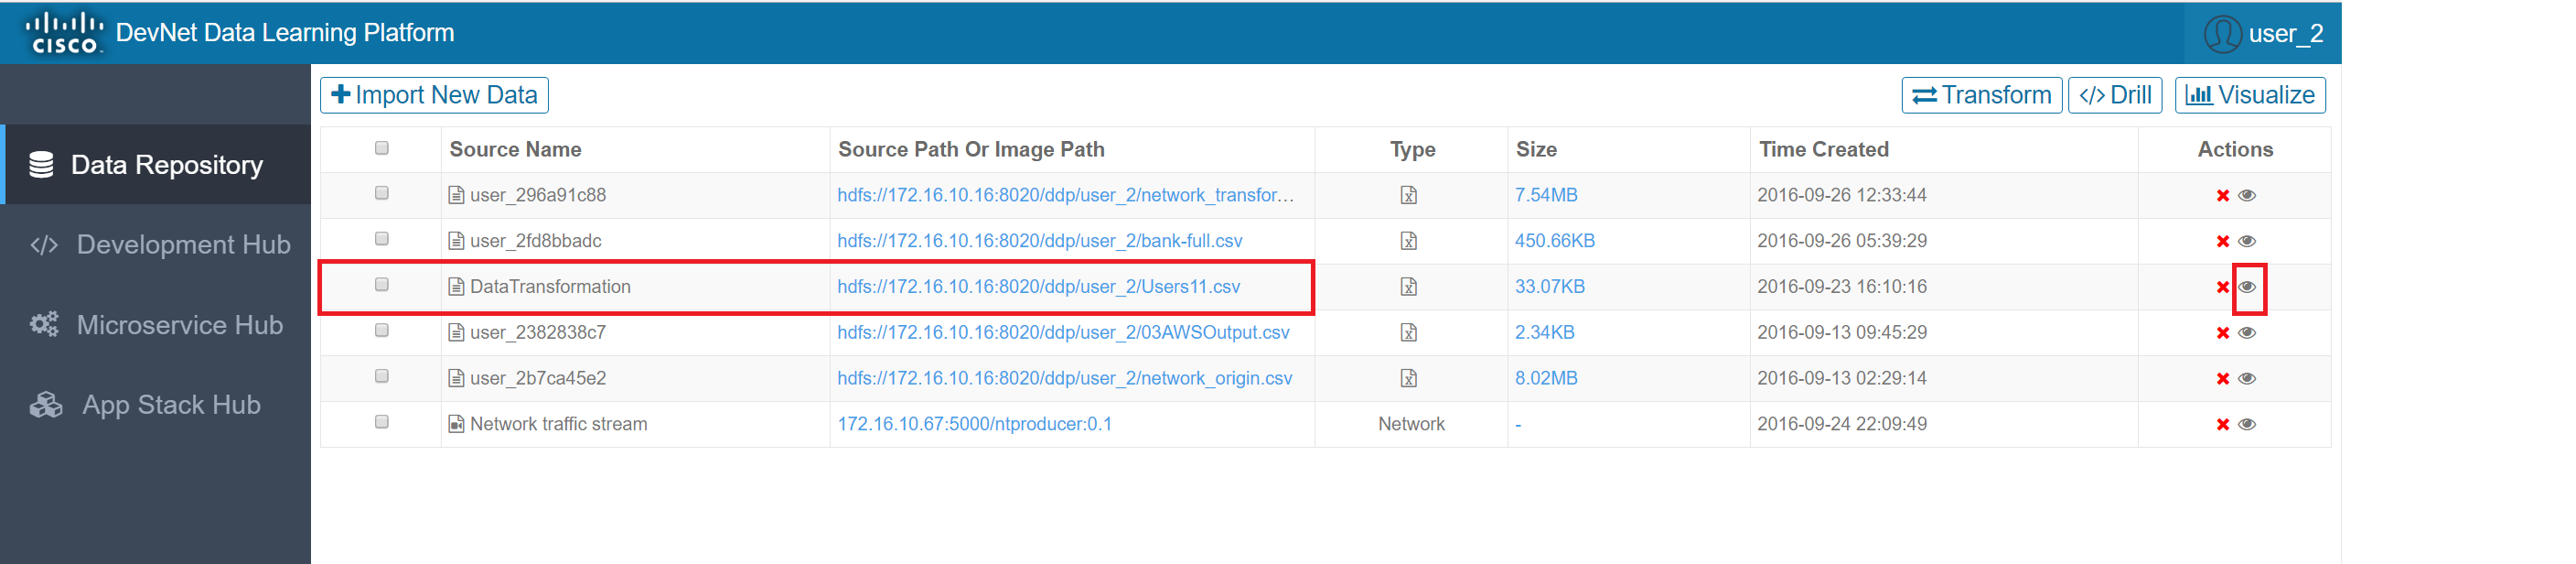 CISCO DevNet Data Learning Platform user_2
Import New Data Transform Drill Visualize
Data Repository
Development Hub
Microservice Hub
App Stack Hub
Source Name Source Path Or Image Path Type Size Time Created Actions
user_296a91c88 hdfs://172.16.10.16:8020/ddp/user_2/network_transfor... 7.54MB 2016-09-26 12:33:44
user_2fd8bbadc hdfs://172.16.10.16:8020/ddp/user_2/bank-full.csv 450.66KB 2016-09-26 05:39:29
DataTransformation hdfs://172.16.10.16:8020/ddp/user_2/Users11.csv 33.07KB 2016-09-23 16:10:16
user_2382838c7 hdfs://172.16.10.16:8020/ddp/user_2/03AWSOutput.csv 2.34KB 2016-09-13 09:45:29
user_2b7ca45e2 hdfs://172.16.10.16:8020/ddp/user_2/network_origin.csv 8.02MB 2016-09-13 02:29:14
Network traffic stream 172.16.10.67:5000/ntproducer:0.1 Network - 2016-09-24 22:09:49